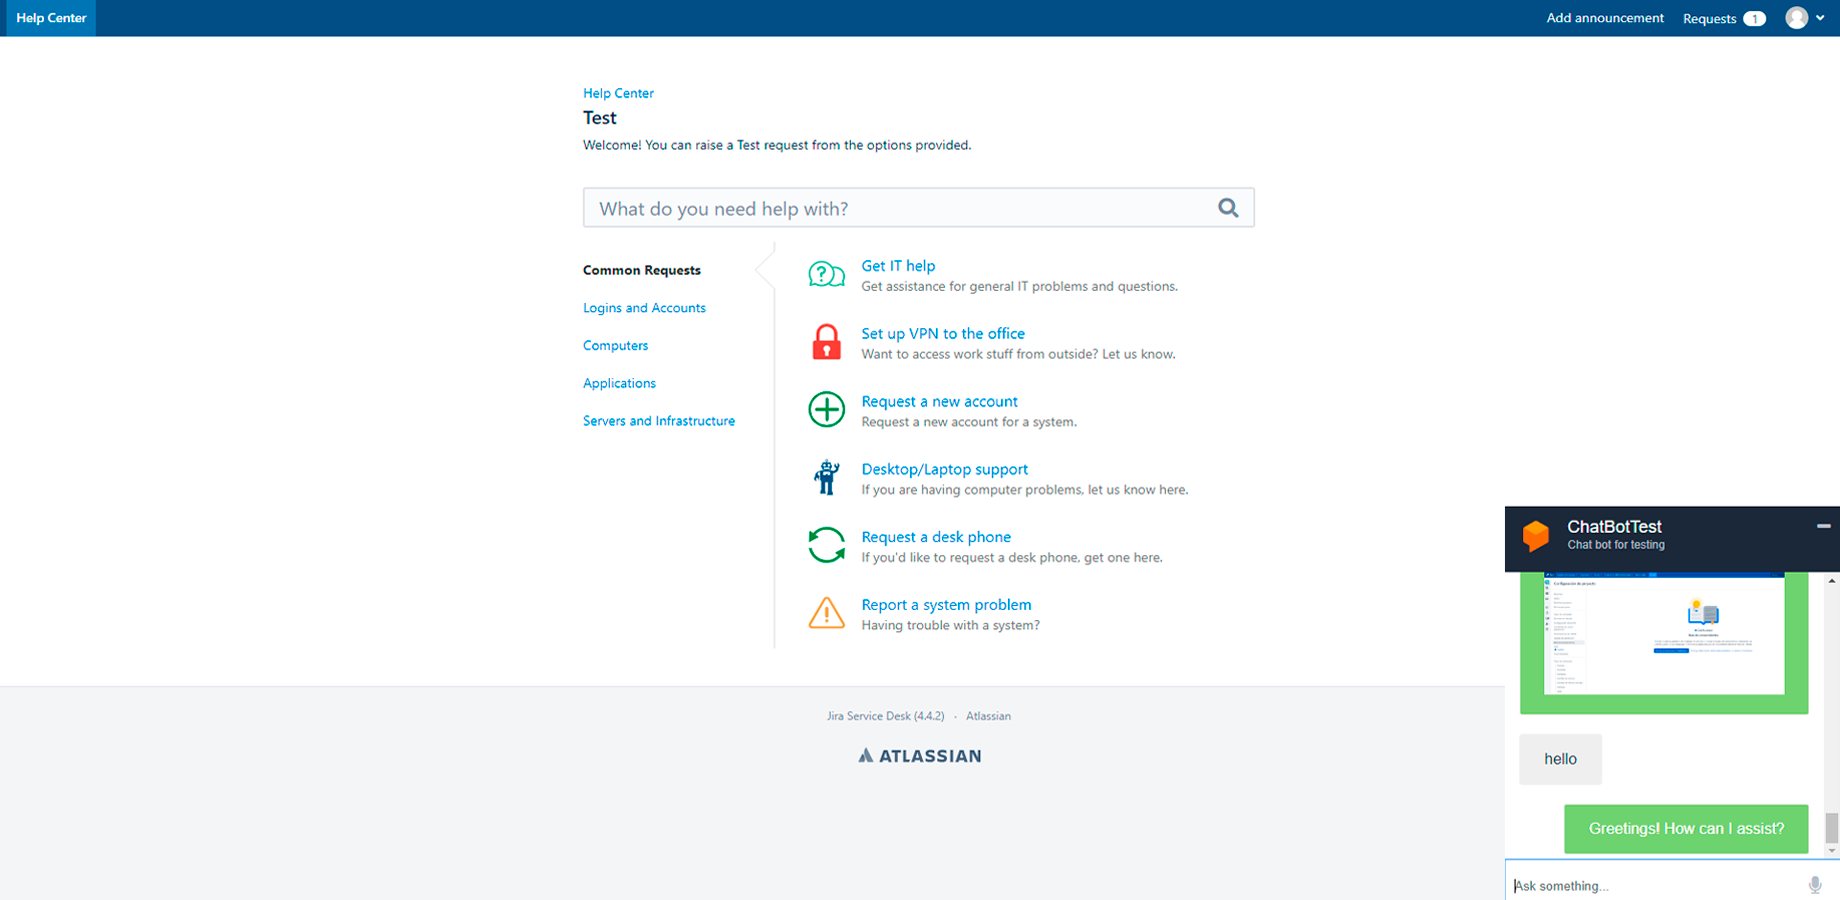 Help Center
Add announcement
Requests 1
Help Center
Test
Welcome! You can raise a Test request from the options provided.
What do you need help with?
Common Requests
Logins and Accounts
Computers
Applications
Servers and Infrastructure
Get IT help
Get assistance for general IT problems and questions.
Set up VPN to the office
Want to access work stuff from outside? Let us know.
Request a new account
Request a new account for a system.
Desktop/Laptop support
If you are having computer problems, let us know here.
Request a desk phone
If you'd like to request a desk phone, get one here.
Report a system problem
Having trouble with a system?
Jira Service Desk (4.4.2) · Atlassian
ATLASSIAN
ChatBotTest
Chat bot for testing
hello
Greetings! How can I assist?
Ask something...